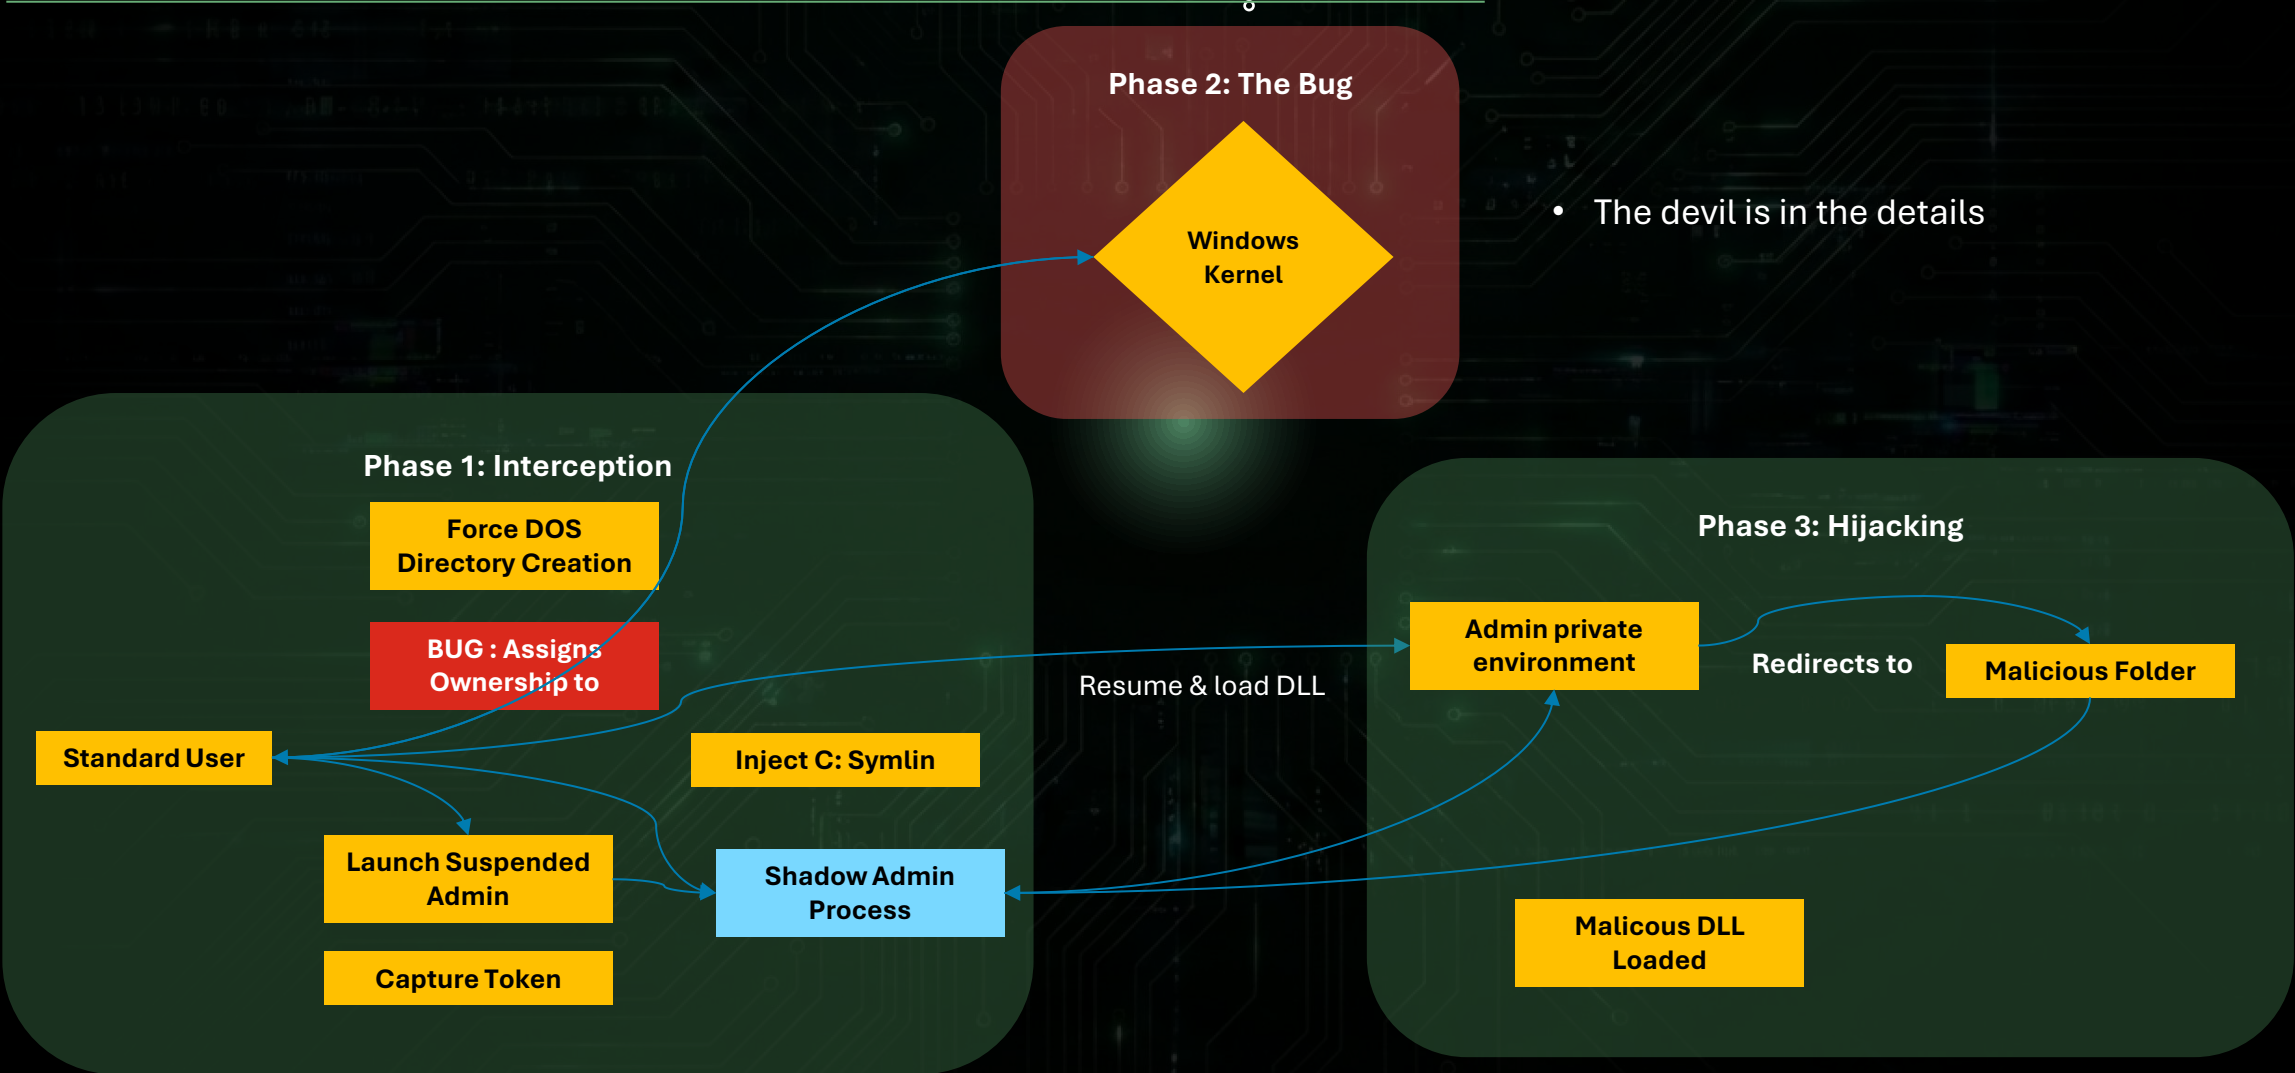 Phase 2: The Bug
Windows
Kernel
• The devil is in the details
Phase 1: Interception
Force DOS
Directory Creation
BUG : Assigns
Ownership to
Standard User
Inject C: Symlin
Launch Suspended
Admin
Shadow Admin
Process
Capture Token
Resume & load DLL
Phase 3: Hijacking
Admin private
environment
Redirects to
Malicious Folder
Malicous DLL
Loaded